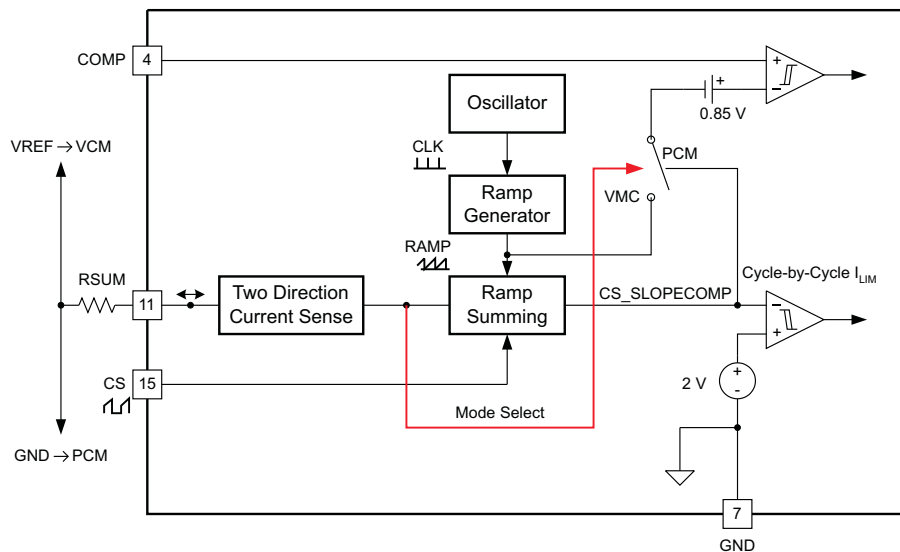 COMP
4
Oscillator
+
−
+
0.85 V
VREF → VCM
CLK
PCM
Ramp
Generator
VMC
RAMP
RSUM
11
Two Direction
Current Sense
Ramp
Summing
CS_SLOPECOMP
Cycle-by-Cycle ILIM
−
+
CS
15
2 V
+
-
Mode Select
GND → PCM
7
GND